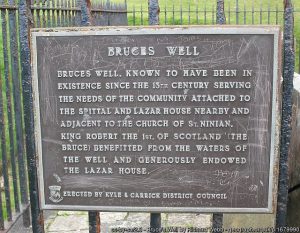 BRUCES WELL
BRUCES WELL, KNOWN TO HAVE BEEN IN
EXISTENCE SINCE THE 13TH CENTURY SERVING
THE NEEDS OF THE COMMUNITY ATTACHED TO
THE SPITTAL AND LAZAR HOUSE NEARBY AND
ADJACENT TO THE CHURCH OF ST. NINIAN,
KING ROBERT THE 1ST. OF SCOTLAND (THE
BRUCE) BENEFITTED FROM THE WATERS OF
THE WELL AND GENEROUSLY ENDOWED
THE LAZAR HOUSE.
ERECTED BY KYLE & CARRICK DISTRICT COUNCIL